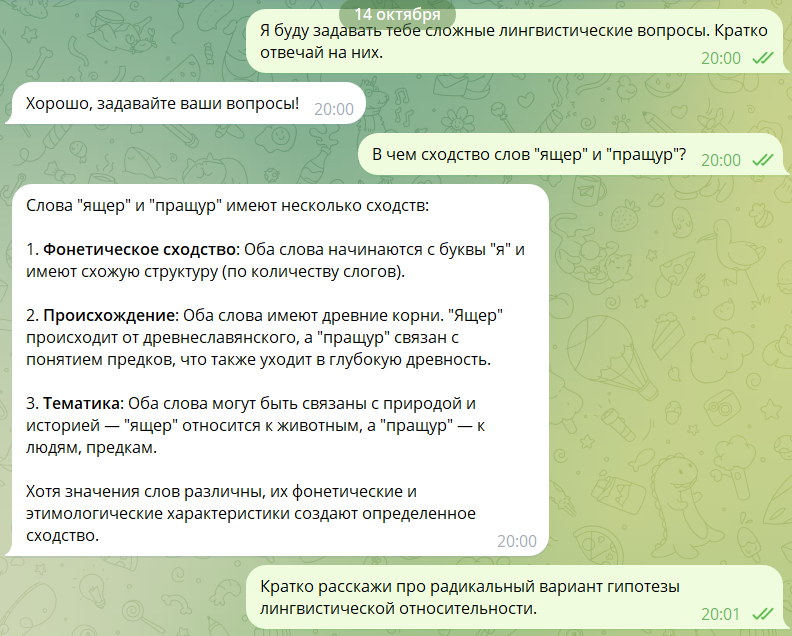 14 октября
Я буду задавать тебе сложные лингвистические вопросы. Кратко
отвечай на них.
20:00
Хорошо, задавайте ваши вопросы! 20:00
В чем сходство слов "ящер" и "пращур"? 20:00
Слова "ящер" и "пращур" имеют несколько сходств:
1. Фонетическое сходство: Оба слова начинаются с буквы "я" и
имеют схожую структуру (по количеству слогов).
2. Происхождение: Оба слова имеют древние корни. "Ящер"
происходит от древнеславянского, а "пращур" связан с
понятием предков, что также уходит в глубокую древность.
3. Тематика: Оба слова могут быть связаны с природой и
историей — "ящер" относится к животным, а "пращур" — к
людям, предкам.
Хотя значения слов различны, их фонетические и
этимологические характеристики создают определенное
сходство.
20:00
Кратко расскажи про радикальный вариант гипотезы
лингвистической относительности.
20:01